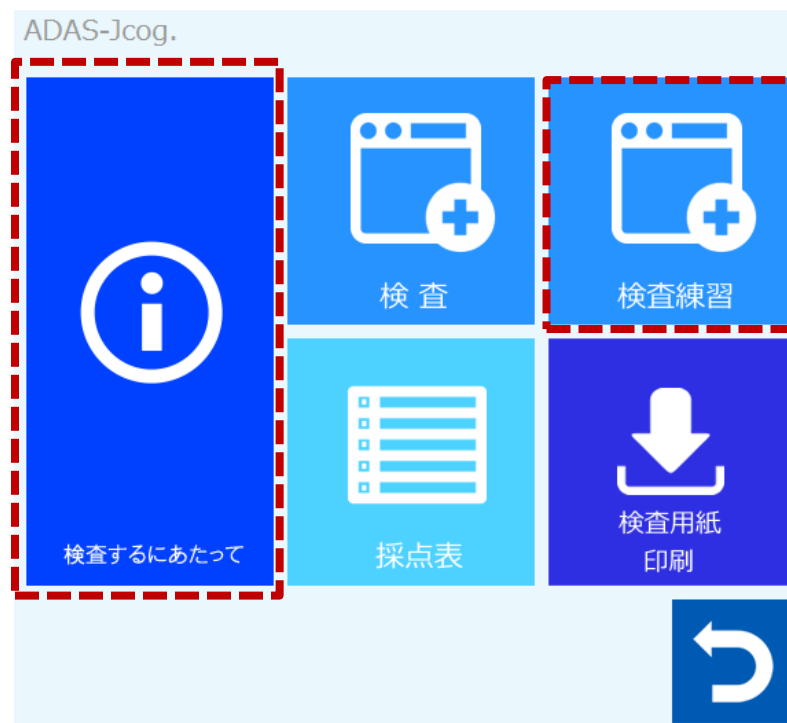 ADAS-Jcog.
検査するにあたって
検 査
検査練習
採点表
検査用紙
印刷